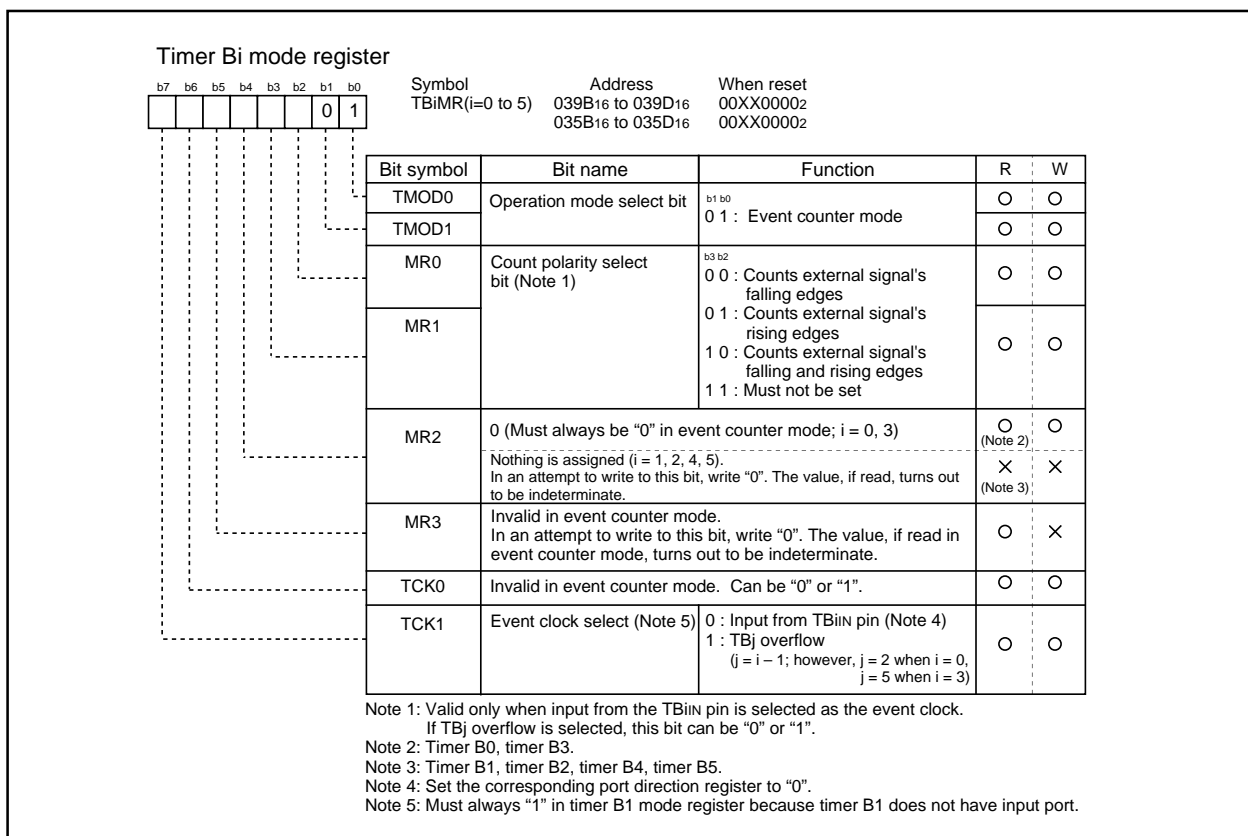 Timer Bi mode register
b7 b6 b5 b4 b3 b2 b1 b0
0 1
Symbol Address When reset
TBiMR(i=0 to 5) 039B16 to 039D16 00XX00002
035B16 to 035D16 00XX00002
Bit symbol Bit name Function R W
TMOD0 Operation mode select bit b1 b0
0 1 : Event counter mode
TMOD1
MR0 Count polarity select
bit (Note 1)
b3 b2
0 0 : Counts external signal's
falling edges
0 1 : Counts external signal's
rising edges
MR1
1 0 : Counts external signal's
falling and rising edges
1 1 : Must not be set
MR2 0 (Must always be “0” in event counter mode; i = 0, 3)
(Note 2)
Nothing is assigned (i = 1, 2, 4, 5).
In an attempt to write to this bit, write “0”. The value, if read, turns out
to be indeterminate.
(Note 3)
MR3 Invalid in event counter mode.
In an attempt to write to this bit, write “0”. The value, if read in
event counter mode, turns out to be indeterminate.
TCK0 Invalid in event counter mode. Can be “0” or “1”.
TCK1 Event clock select (Note 5) 0 : Input from TBiIN pin (Note 4)
1 : TBj overflow
(j = i – 1; however, j = 2 when i = 0,
j = 5 when i = 3)
Note 1: Valid only when input from the TBiIN pin is selected as the event clock.
If TBj overflow is selected, this bit can be “0” or “1”.
Note 2: Timer B0, timer B3.
Note 3: Timer B1, timer B2, timer B4, timer B5.
Note 4: Set the corresponding port direction register to “0”.
Note 5: Must always “1” in timer B1 mode register because timer B1 does not have input port.